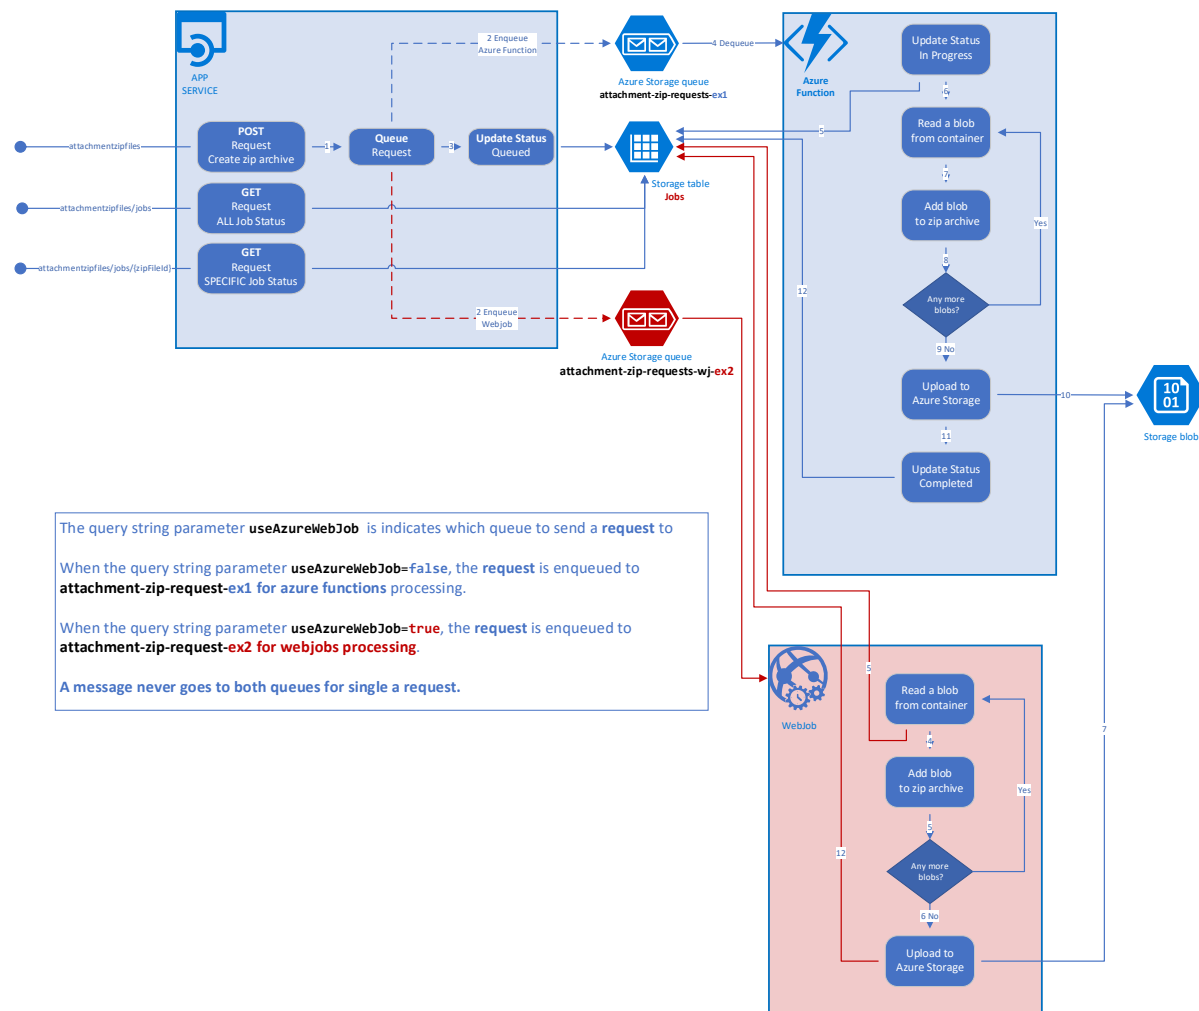 APP
SERVICE
2 Enqueue
Azure Function
Azure Storage queue
attachment-zip-requests-ex1
4 Dequeue
Azure
Function
attachmentzipfiles
POST
Request
Create zip archive
1
Queue
Request
3
Update Status
Queued
Storage table
Jobs
attachmentzipfiles/jobs
GET
Request
ALL Job Status
attachmentzipfiles/jobs/{zipFileId}
GET
Request
SPECIFIC Job Status
2 Enqueue
Webjob
Azure Storage queue
attachment-zip-requests-wj-ex2
Update Status
In Progress
5
6
Read a blob
from container
7
Add blob
to zip archive
Yes
8
12
Any more
blobs?
9 No
Upload to
Azure Storage
10
10
01
Storage blob
11
Update Status
Completed
The query string parameter useAzureWebJob is indicates which queue to send a request to
When the query string parameter useAzureWebJob=false, the request is enqueued to
attachment-zip-request-ex1 for azure functions processing.
When the query string parameter useAzureWebJob=true, the request is enqueued to
attachment-zip-request-ex2 for webjobs processing.
A message never goes to both queues for single a request.
WebJob
5
Read a blob
from container
4
Add blob
to zip archive
Yes
5
12
Any more
blobs?
6 No
Upload to
Azure Storage
7